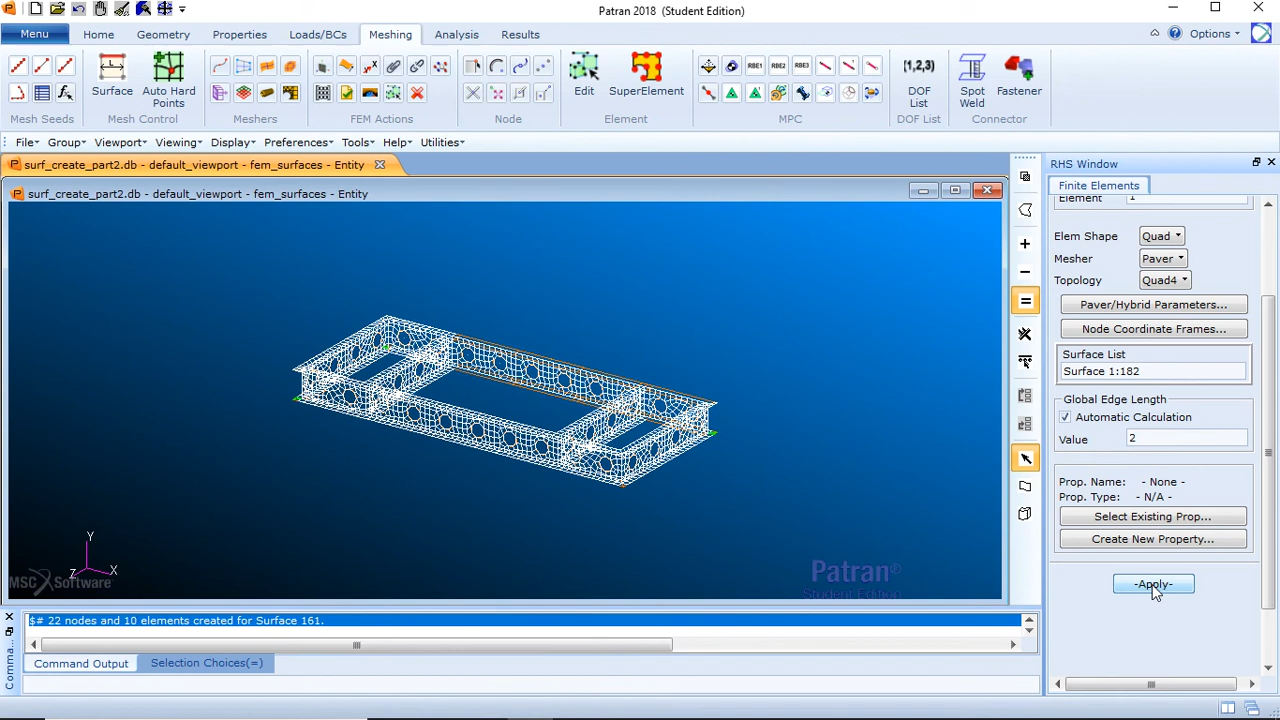 Patran 2018 (Student Edition)
Menu
Home
Geometry
Properties
Loads/BCs
Meshing
Analysis
Results
Options
Surface
Auto Hard
Points
RBE1
RBE2
RBE3
Edit
SuperElement
(1,2,3)
DOF
List
Spot
Weld
Fastener
Mesh Seeds
Mesh Control
Meshers
FEM Actions
Node
Element
MPC
DOF List
Connector
File
Group
Viewport
Viewing
Display
Preferences
Tools
Help
Utilities
surf_create_part2.db - default_viewport - fem_surfaces - Entity
surf_create_part2.db - default_viewport - fem_surfaces - Entity
RHS Window
Finite Elements
Element
1
Elem Shape
Quad
Mesher
Paver
Topology
Quad4
Paver/Hybrid Parameters...
Node Coordinate Frames...
Surface List
Surface 1:182
Global Edge Length
Automatic Calculation
Value
2
Prop. Name: - None -
Prop. Type: - N/A -
Select Existing Prop...
Create New Property...
-Apply-
Y
Z
X
MSC Software
Patran
Student Edition
Comma...
$# 22 nodes and 10 elements created for Surface 161.
Command Output
Selection Choices(=)